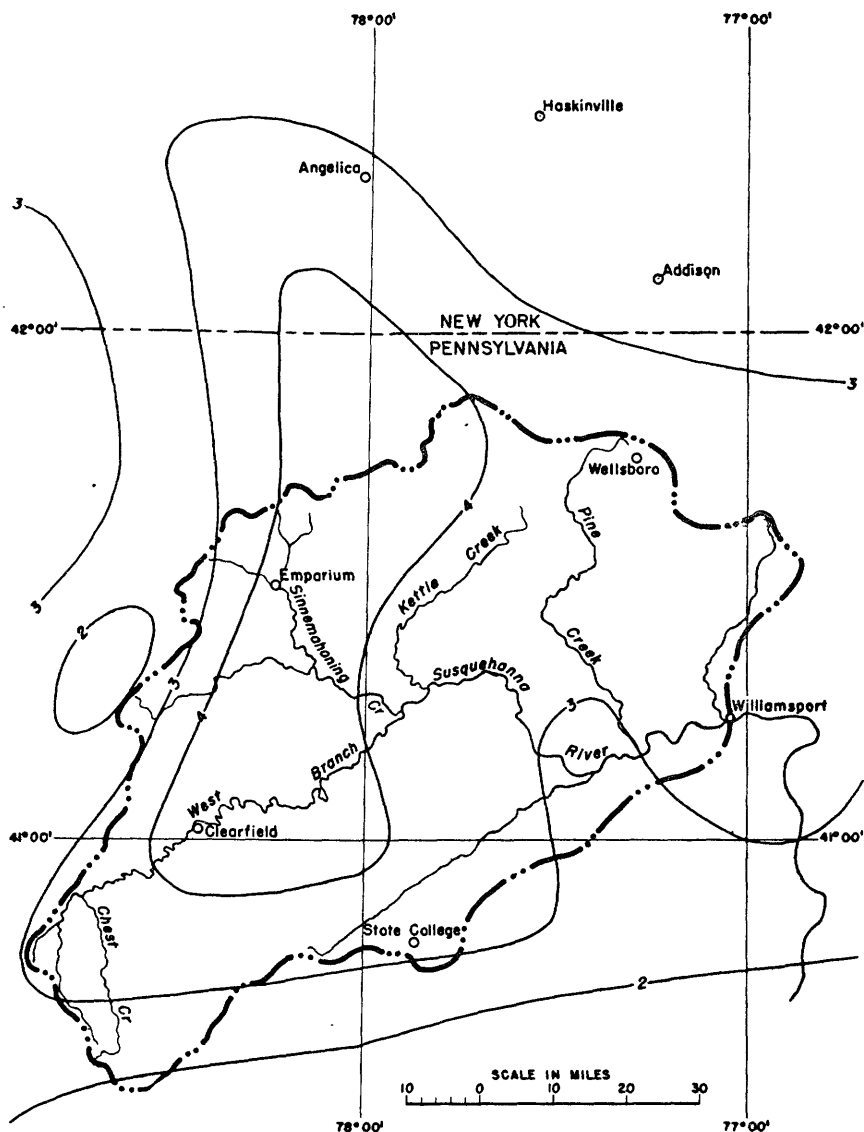 78°00'
77°00'
Haskinville
Angelica
3
Addison
42°00'
NEW YORK
42°00'
PENNSYLVANIA
3
Wellsboro
4
Pine
Creek
Kettle
Emparium
3
Sinnemahoning
2
Creek
3
Susquehanna
Cr
3
Williamsport
4
River
Branch
West
Clearfield
41°00'
41°00'
Chest
State College
2
Cr
SCALE IN MILES
10 0 10 20 30
78°00'
77°00'